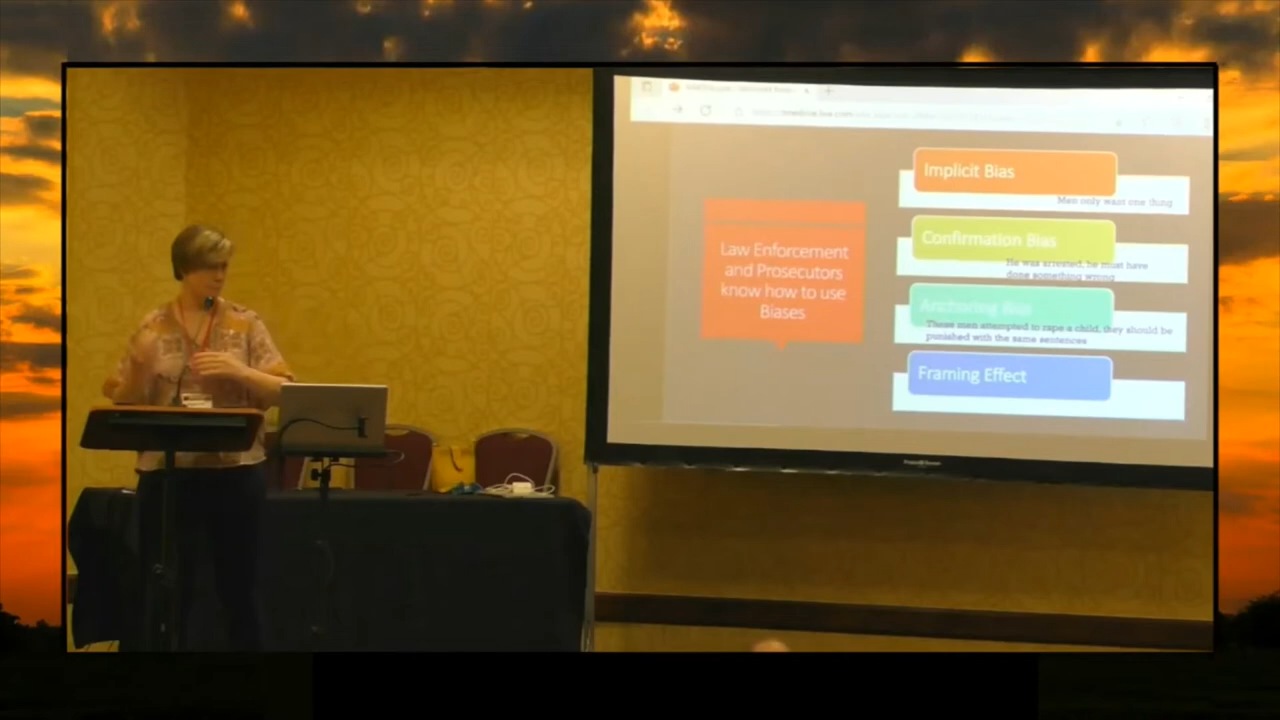 Law Enforcement
and Prosecutors
know how to use
Biases
Implicit Bias
Men only want one thing
Confirmation Bias
He was arrested, he must have
done something wrong
Anchoring Bias
These men attempted to rape a child, they should be
punished with the same sentences
Framing Effect